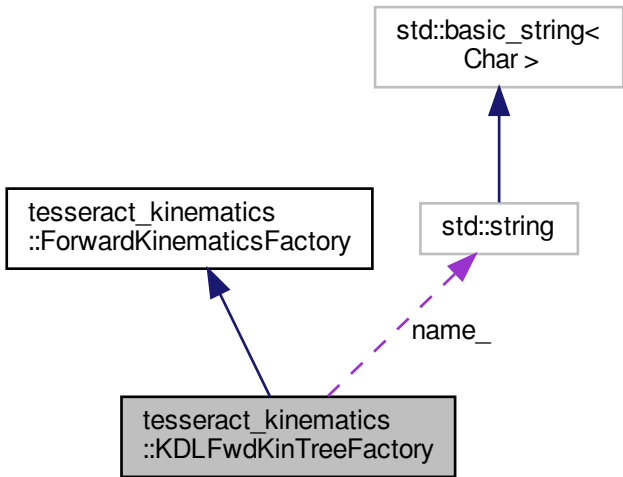 std::basic_string<
Char >
tesseract_kinematics
::ForwardKinematicsFactory
std::string
name_
tesseract_kinematics
::KDLFwdKinTreeFactory